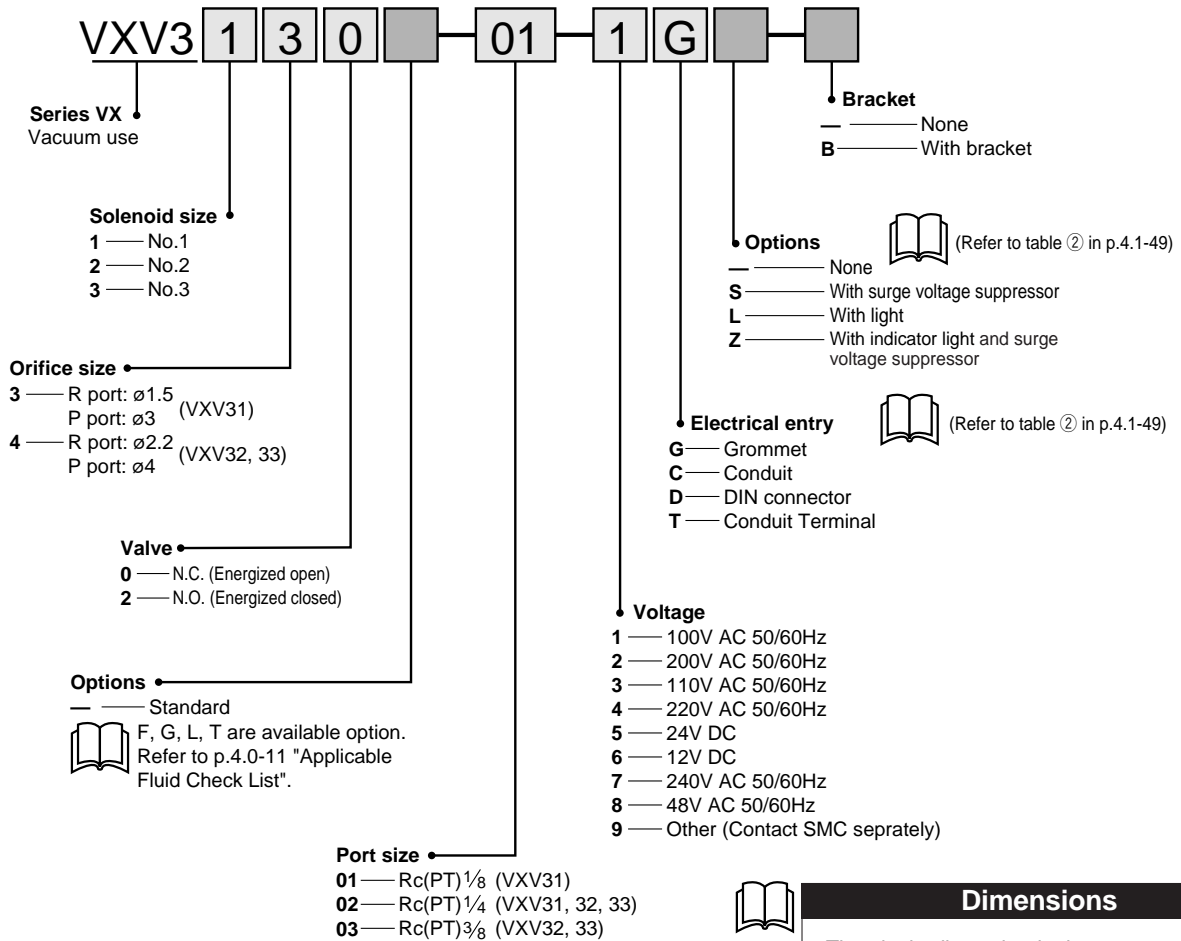 VXV3 1 3 0 01 1 G
Series VX
Vacuum use
Solenoid size
1 No.1
2 No.2
3 No.3
Orifice size
3 R port: ø1.5
P port: ø3
(VXV31)
4 R port: ø2.2
P port: ø4
(VXV32, 33)
Valve
0 N.C. (Energized open)
2 N.O. (Energized closed)
Options
— Standard
F, G, L, T are available option.
Refer to p.4.0-11 "Applicable
Fluid Check List".
Port size
01 Rc(PT)1/8 (VXV31)
02 Rc(PT)1/4 (VXV31, 32, 33)
03 Rc(PT)3/8 (VXV32, 33)
Voltage
1 100V AC 50/60Hz
2 200V AC 50/60Hz
3 110V AC 50/60Hz
4 220V AC 50/60Hz
5 24V DC
6 12V DC
7 240V AC 50/60Hz
8 48V AC 50/60Hz
9 Other (Contact SMC seprately)
Electrical entry
(Refer to table ② in p.4.1-49)
G Grommet
C Conduit
D DIN connector
T Conduit Terminal
Options
(Refer to table ② in p.4.1-49)
— None
S With surge voltage suppressor
L With light
Z With indicator light and surge
voltage suppressor
Bracket
— None
B With bracket
Dimensions